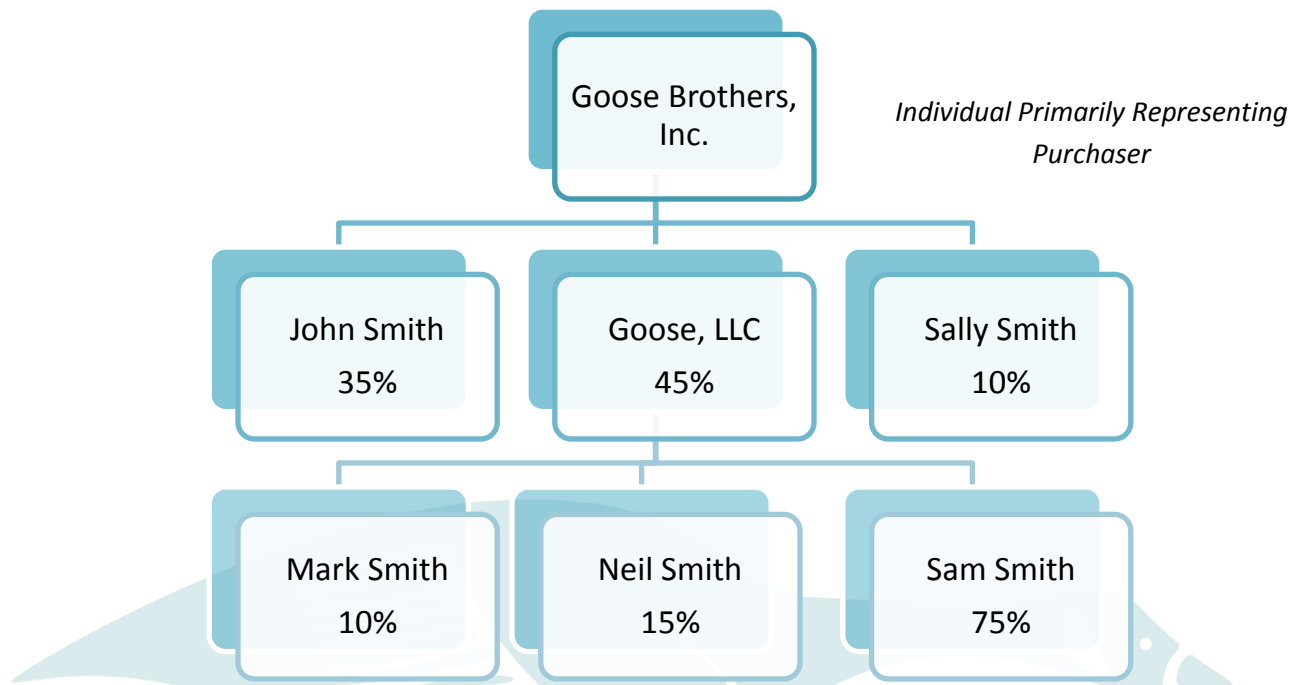 Goose Brothers,
Inc.
Individual Primarily Representing
Purchaser
John Smith
35%
Goose, LLC
45%
Sally Smith
10%
Mark Smith
10%
Neil Smith
15%
Sam Smith
75%